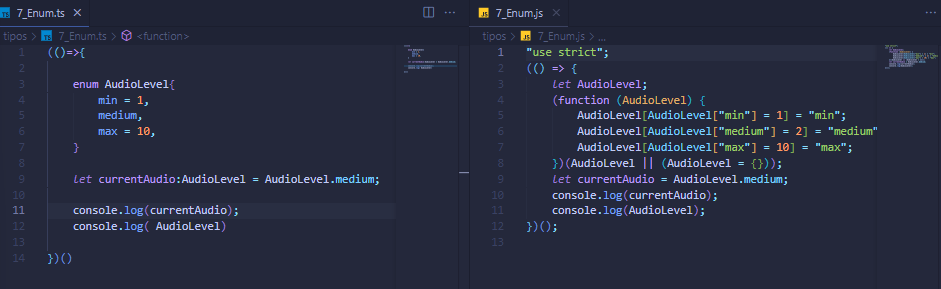 TS 7_Enum.ts ×
tipos > TS 7_Enum.ts > <function>
1 (()=>{
2
3 enum AudioLevel{
4 min = 1,
5 medium,
6 max = 10,
7 }
8
9 let currentAudio:AudioLevel = AudioLevel.medium;
10
11 console.log(currentAudio);
12 console.log( AudioLevel)
13
14 })()
JS 7_Enum.js ×
tipos > JS 7_Enum.js > ...
1 "use strict";
2 (() => {
3 let AudioLevel;
4 (function (AudioLevel) {
5 AudioLevel[AudioLevel["min"] = 1] = "min";
6 AudioLevel[AudioLevel["medium"] = 2] = "medium"
7 AudioLevel[AudioLevel["max"] = 10] = "max";
8 })(AudioLevel || (AudioLevel = {}));
9 let currentAudio = AudioLevel.medium;
10 console.log(currentAudio);
11 console.log(AudioLevel);
12 })();
13